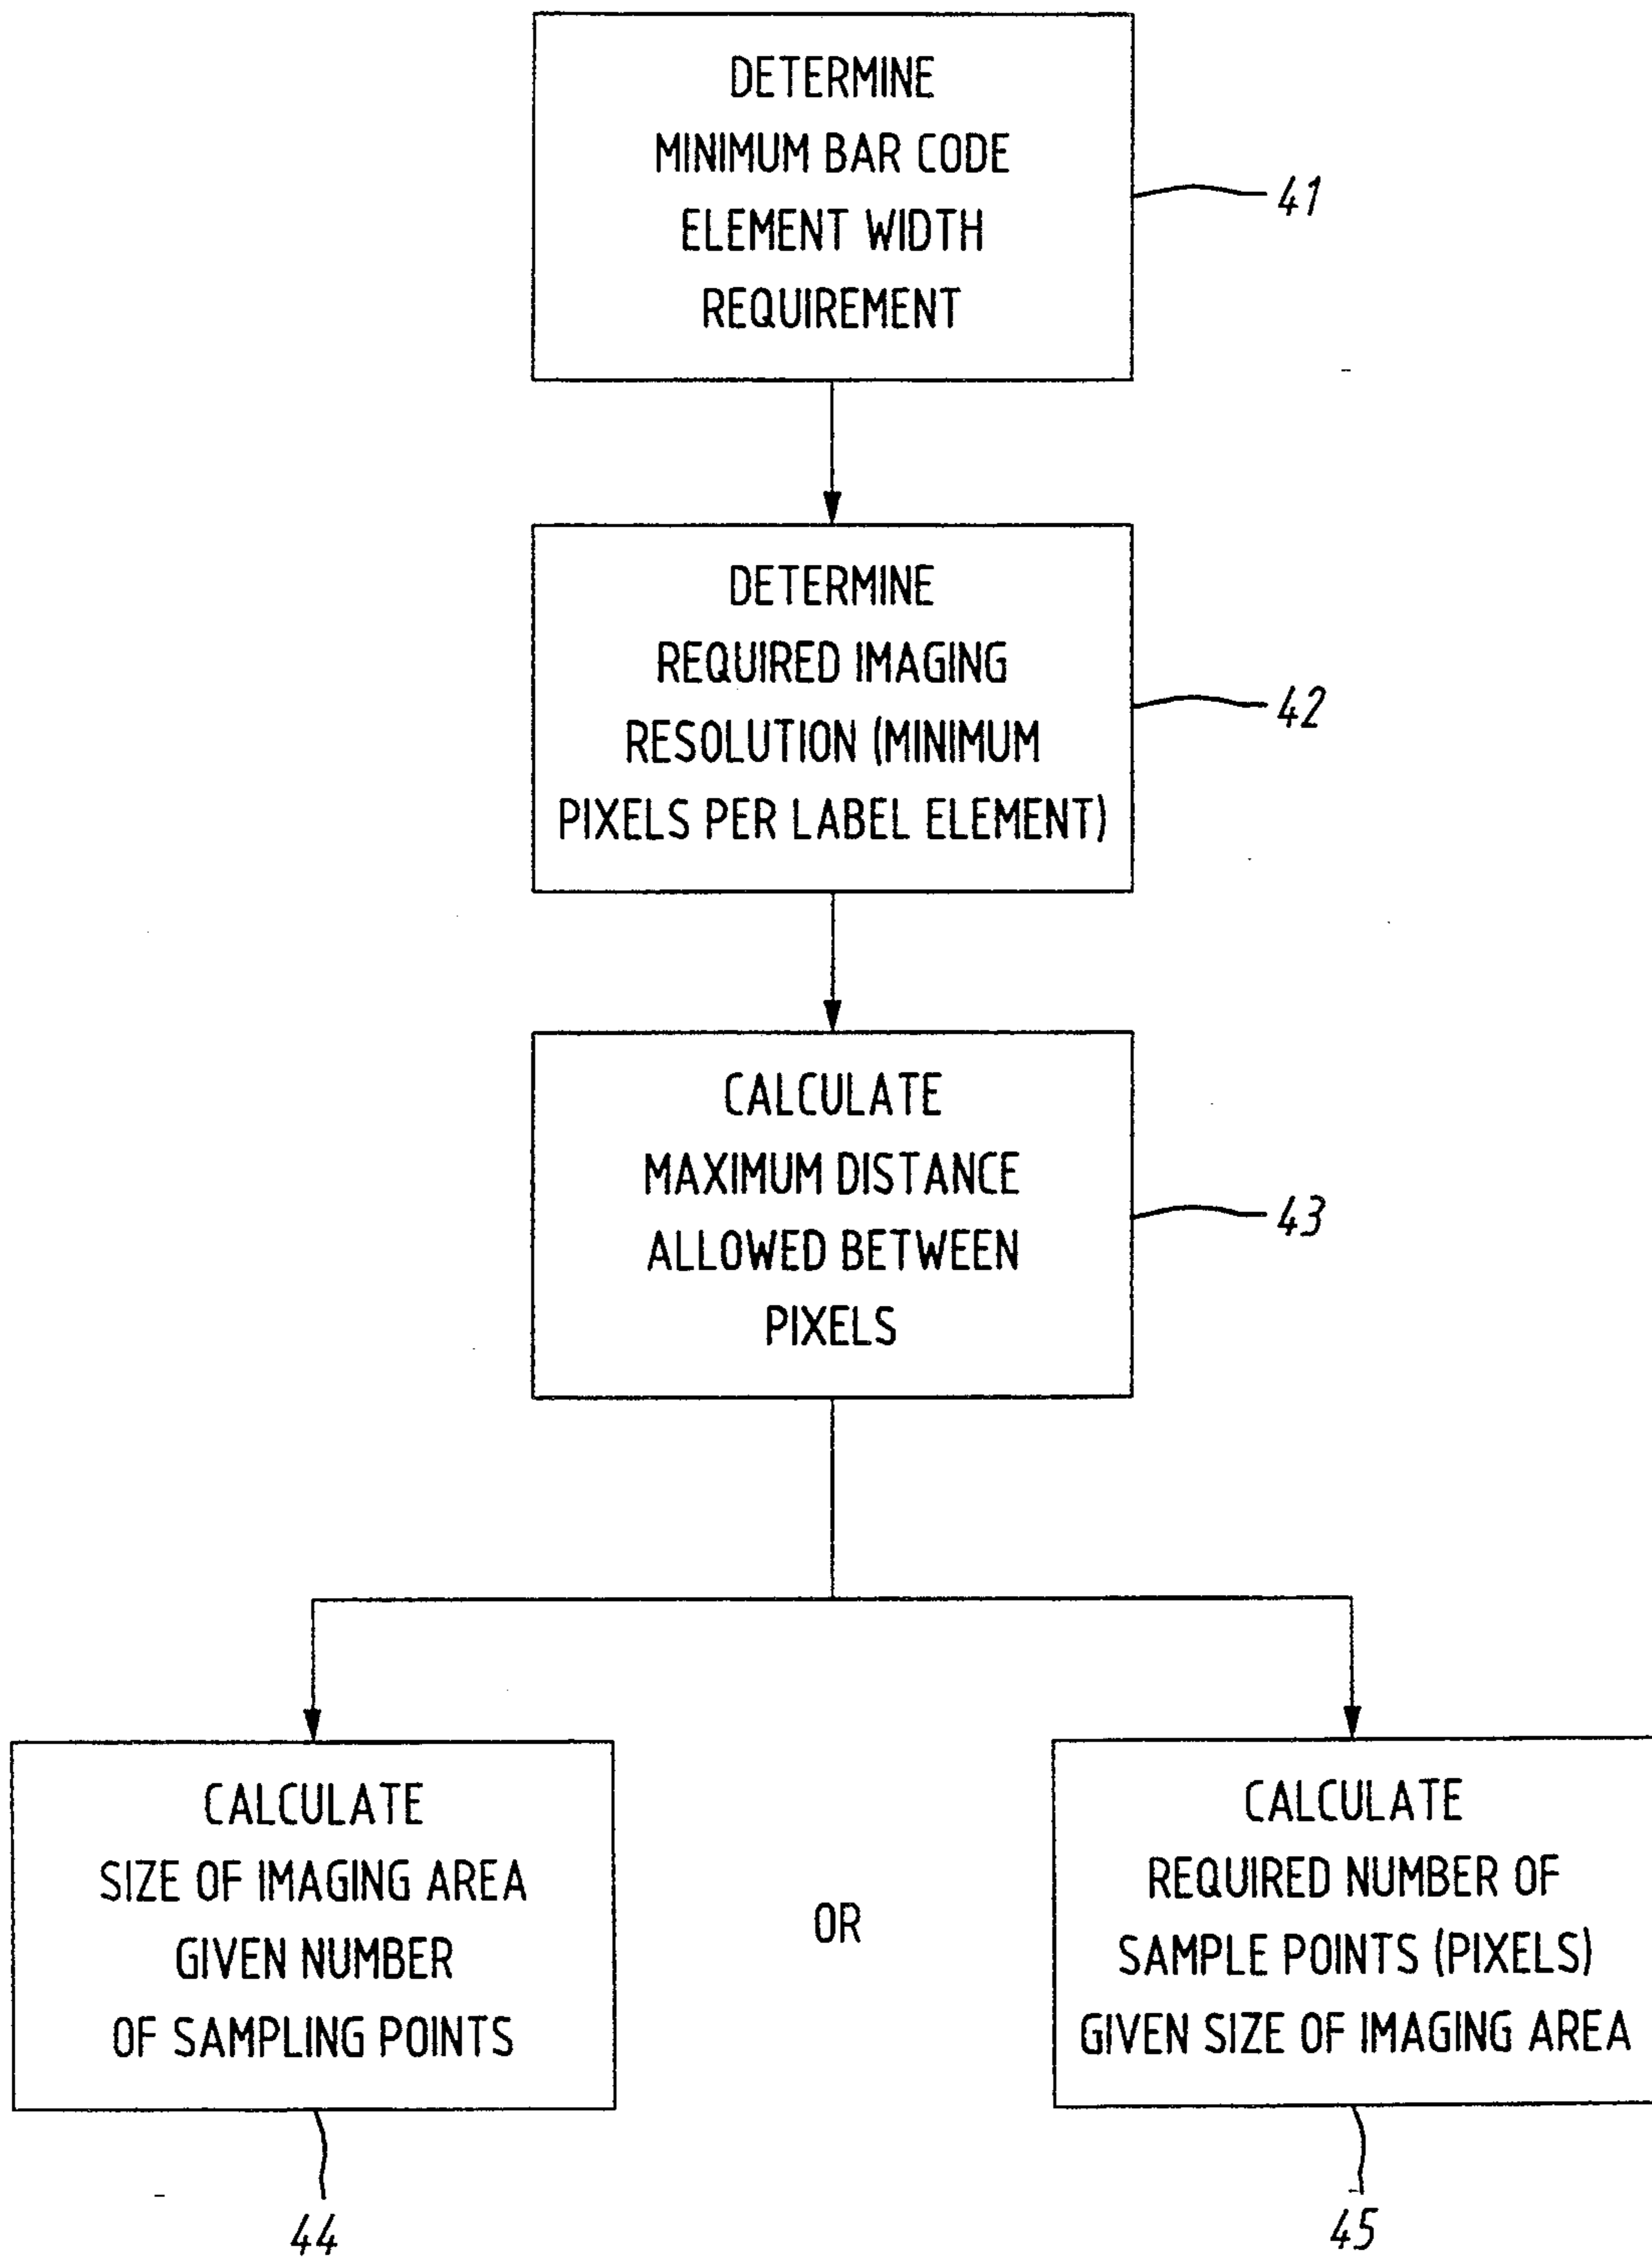 DETERMINE
MINIMUM BAR CODE
ELEMENT WIDTH
REQUIREMENT
41
DETERMINE
REQUIRED IMAGING
RESOLUTION (MINIMUM
PIXELS PER LABEL ELEMENT)
42
CALCULATE
MAXIMUM DISTANCE
ALLOWED BETWEEN
PIXELS
43
CALCULATE
SIZE OF IMAGING AREA
GIVEN NUMBER
OF SAMPLING POINTS
44
OR
CALCULATE
REQUIRED NUMBER OF
SAMPLE POINTS (PIXELS)
GIVEN SIZE OF IMAGING AREA
45